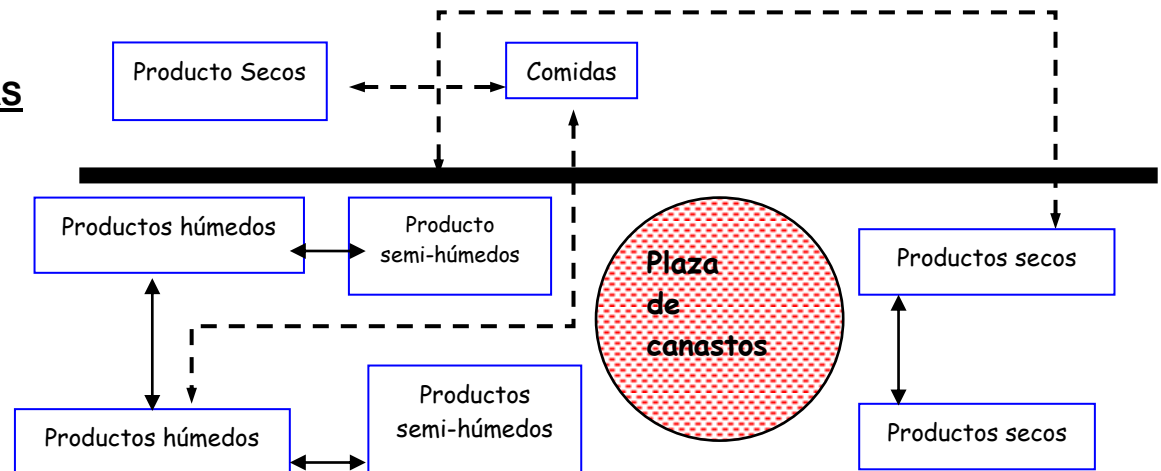 Producto Secos
Comidas
AS
Productos húmedos
Producto
semi-húmedos
Plaza
de
canastos
Productos secos
Productos
semi-húmedos
Productos húmedos
Productos secos